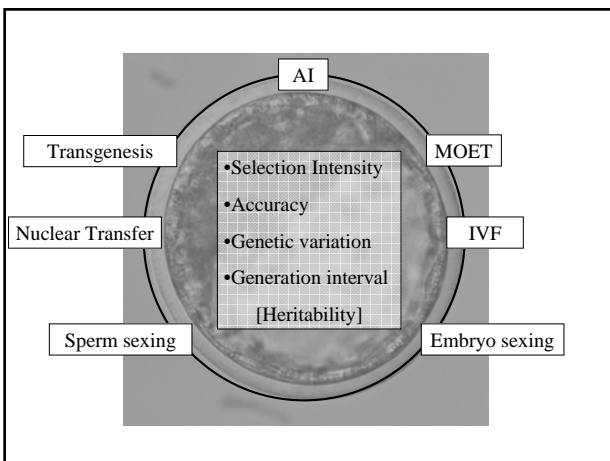 AI
Transgenesis
MOET
•Selection Intensity
•Accuracy
Nuclear Transfer
IVF
•Genetic variation
•Generation interval
[Heritability]
Sperm sexing
Embryo sexing